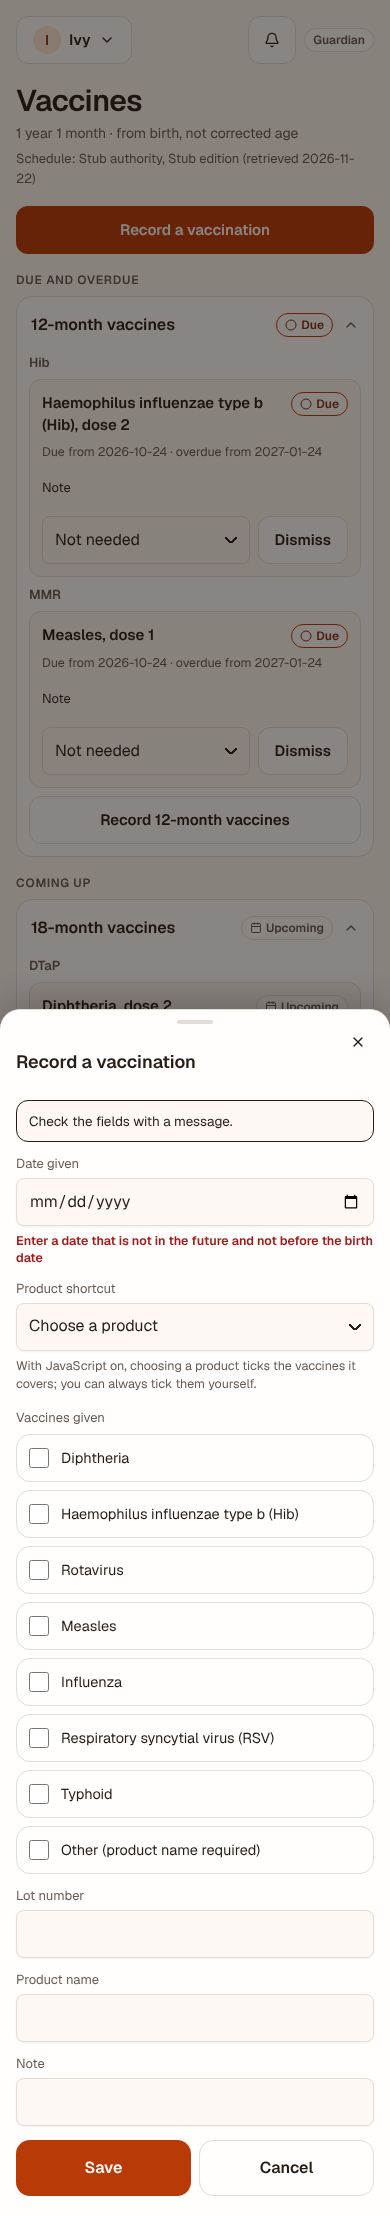 I Ivy Guardian
Vaccines
1 year 1 month · from birth, not corrected age
Schedule: Stub authority, Stub edition (retrieved 2026-11-
22)
Record a vaccination
DUE AND OVERDUE
12-month vaccines Due
Hib
Haemophilus influenzae type b Due
(Hib), dose 2
Due from 2026-10-24 · overdue from 2027-01-24
Note
Not needed Dismiss
MMR
Measles, dose 1 Due
Due from 2026-10-24 · overdue from 2027-01-24
Note
Not needed Dismiss
Record 12-month vaccines
COMING UP
18-month vaccines Upcoming
DTaP
Diphtheria, dose 2 Upcoming
Record a vaccination
Check the fields with a message.
Date given
mm/dd/yyyy
Enter a date that is not in the future and not before the birth
date
Product shortcut
Choose a product
With JavaScript on, choosing a product ticks the vaccines it
covers; you can always tick them yourself.
Vaccines given
Diphtheria
Haemophilus influenzae type b (Hib)
Rotavirus
Measles
Influenza
Respiratory syncytial virus (RSV)
Typhoid
Other (product name required)
Lot number
Product name
Note
Save Cancel